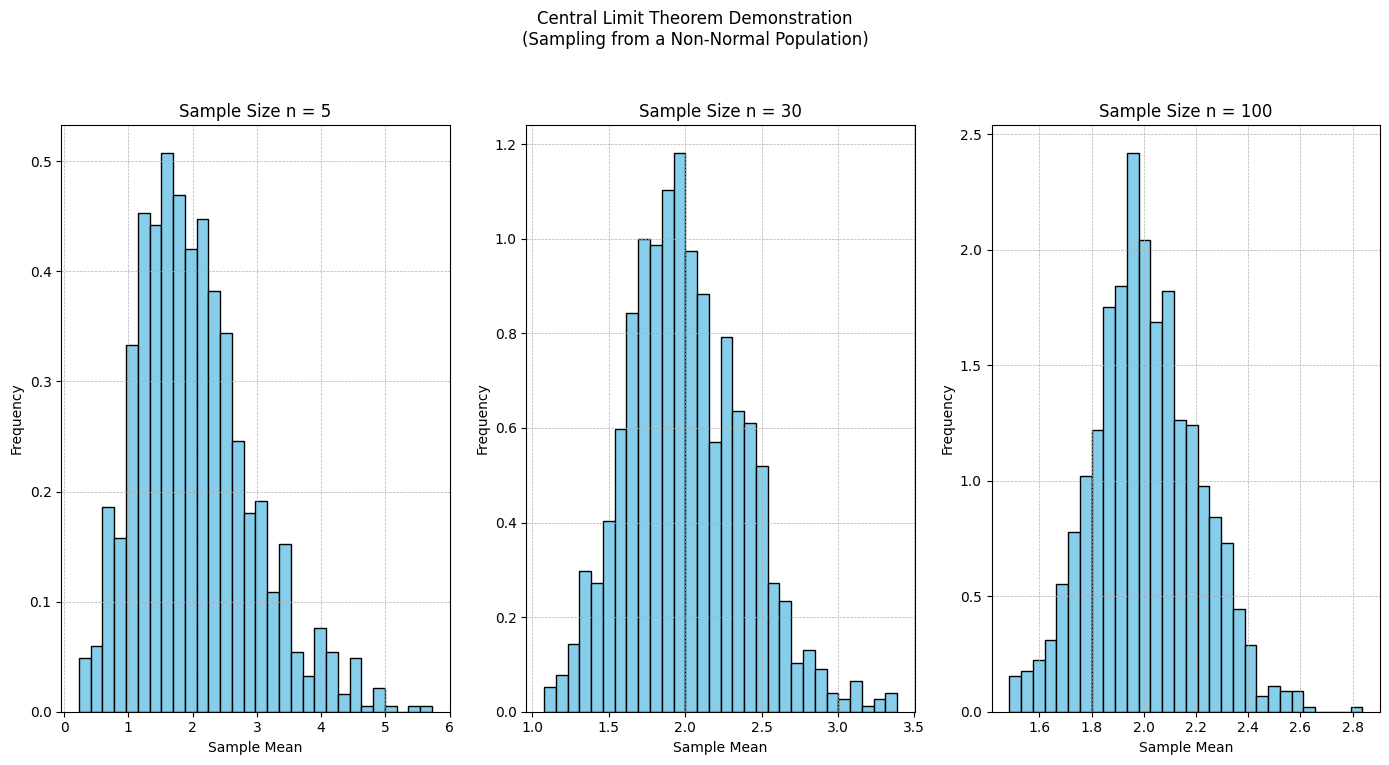 Central Limit Theorem Demonstration
(Sampling from a Non-Normal Population)
Sample Size n = 5
Frequency
0.5
0.4
0.3
0.2
0.1
0.0
0 1 2 3 4 5 6
Sample Mean
Sample Size n = 30
Frequency
1.2
1.0
0.8
0.6
0.4
0.2
0.0
1.0 1.5 2.0 2.5 3.0 3.5
Sample Mean
Sample Size n = 100
Frequency
2.5
2.0
1.5
1.0
0.5
0.0
1.6 1.8 2.0 2.2 2.4 2.6 2.8
Sample Mean